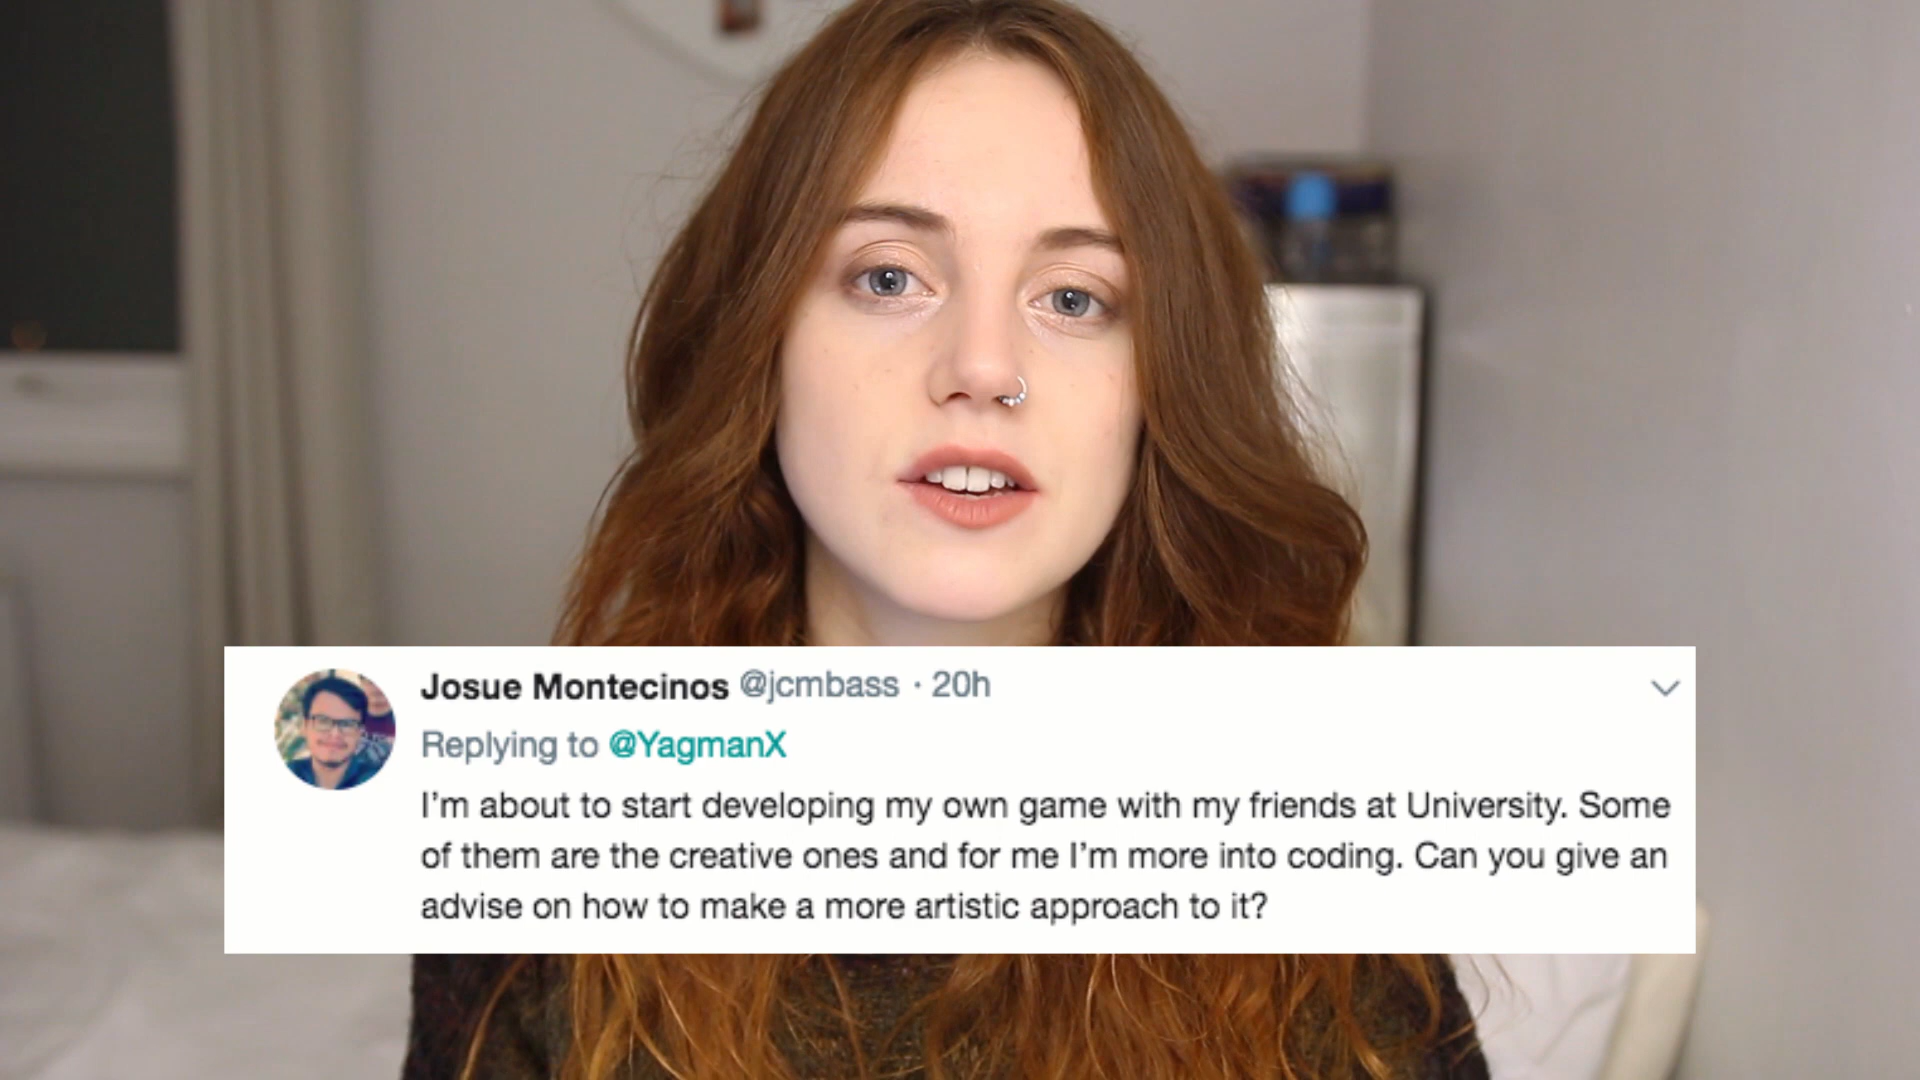 Josue Montecinos @jcmbass · 20h
Replying to @YagmanX
I'm about to start developing my own game with my friends at University. Some
of them are the creative ones and for me I'm more into coding. Can you give an
advise on how to make a more artistic approach to it?